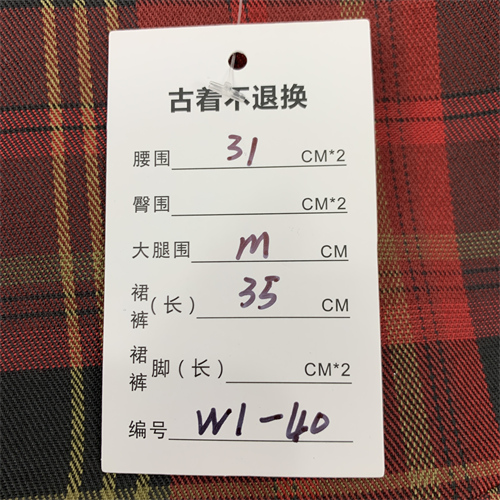 古着不退换
腰围 31 CM*2
臀围 CM*2
大腿围 m CM
裙裤(长) 35 CM
裙裤脚(长) CM*2
编号 W1-40